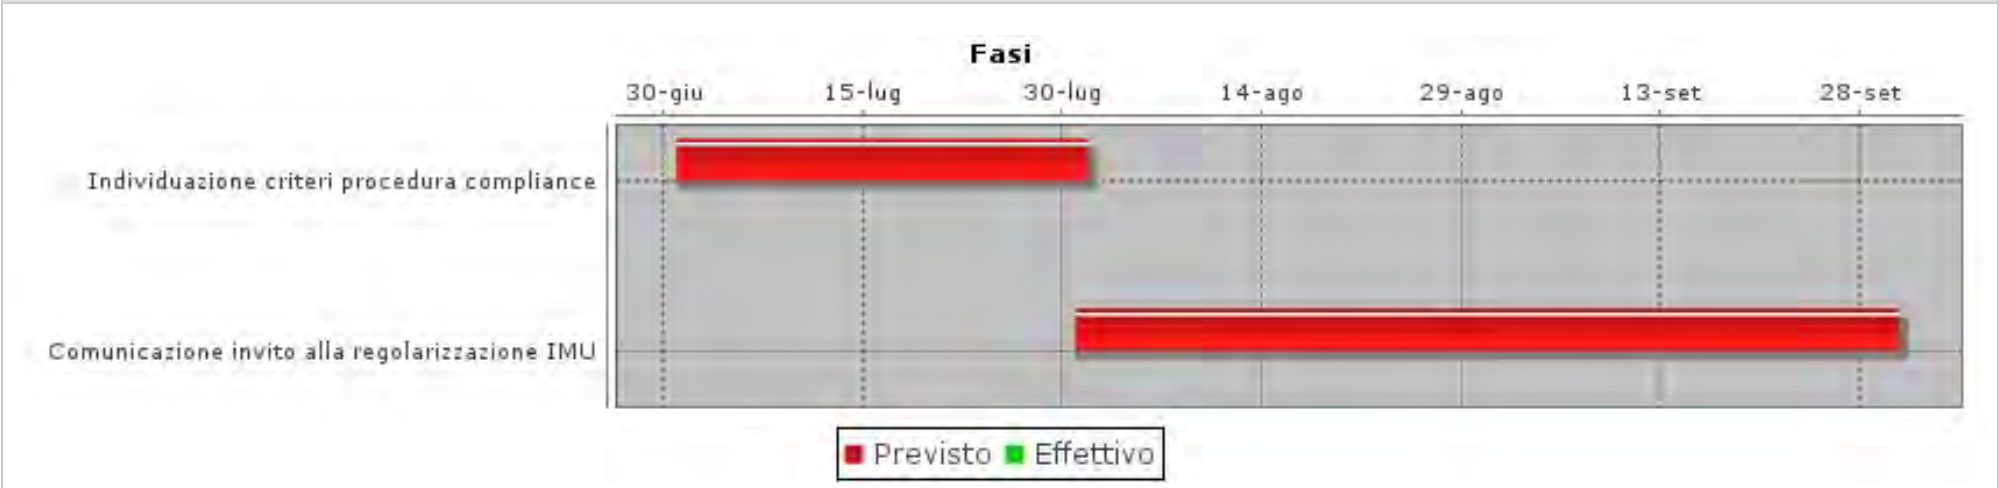 Fasi
30-giu 15-lug 30-lug 14-ago 29-ago 13-set 28-set
Individuazione criteri procedura compliance
Comunicazione invito alla regolarizzazione IMU
Previsto Effettivo